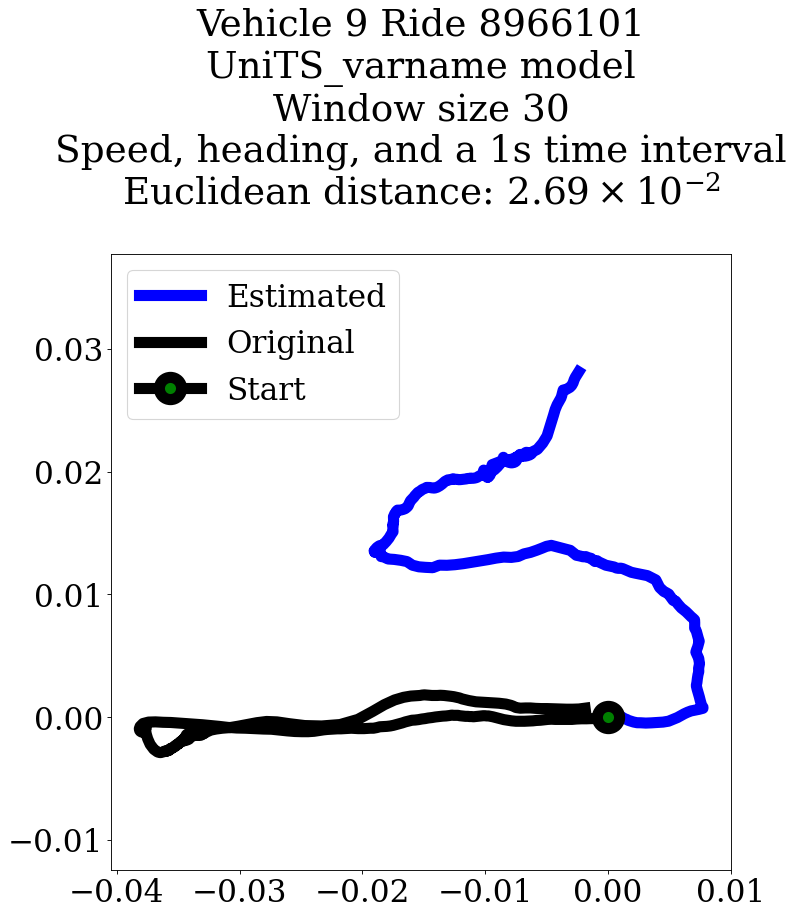 Vehicle 9 Ride 8966101
UniTS_varname model
Window size 30
Speed, heading, and a 1s time interval
Euclidean distance: 2.69 × 10⁻²
Estimated
Original
Start
0.03
0.02
0.01
0.00
−0.01
−0.04 −0.03 −0.02 −0.01 0.00 0.01